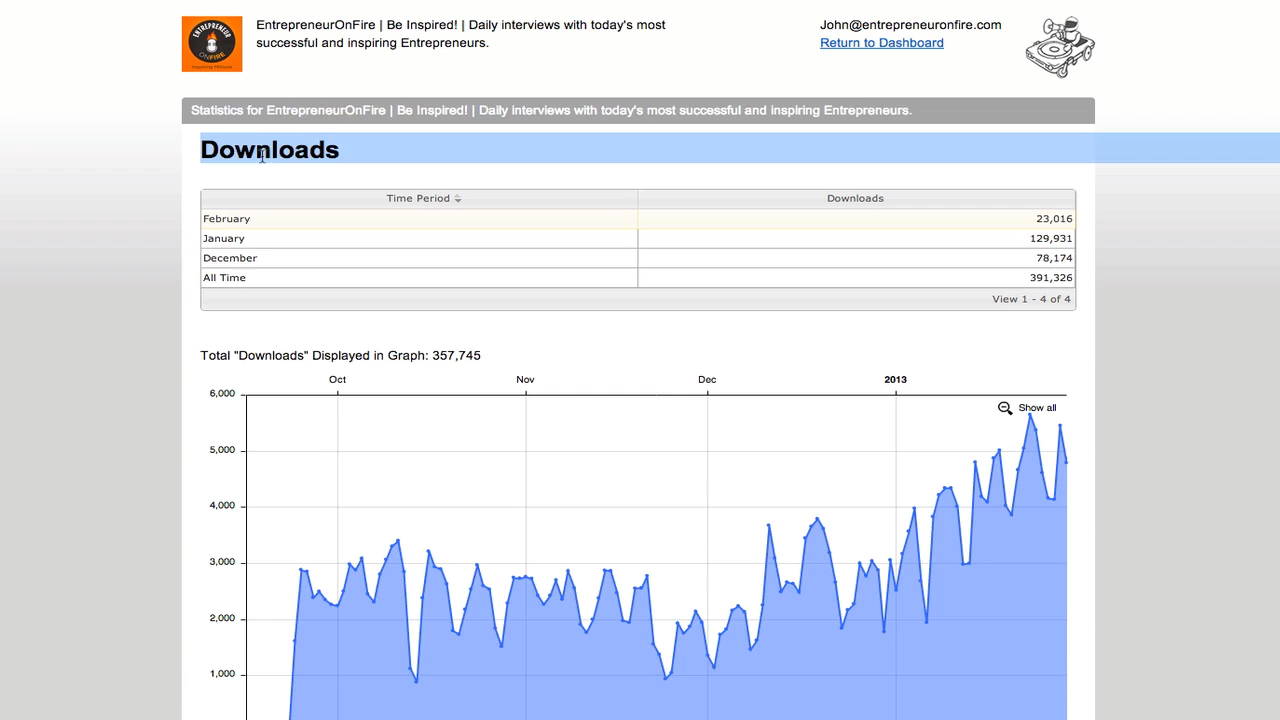 EntrepreneurOnFire | Be Inspired! | Daily interviews with today's most
successful and inspiring Entrepreneurs.
John@entrepreneuronfire.com
Return to Dashboard
ENTREPRENEUR
ON FIRE
Statistics for EntrepreneurOnFire | Be Inspired! | Daily interviews with today's most successful and inspiring Entrepreneurs.
Downloads
Time Period Downloads
February 23,016
January 129,931
December 78,174
All Time 391,326
View 1 - 4 of 4
Total "Downloads" Displayed in Graph: 357,745
Oct Nov Dec 2013
6,000
Show all
5,000
4,000
3,000
2,000
1,000